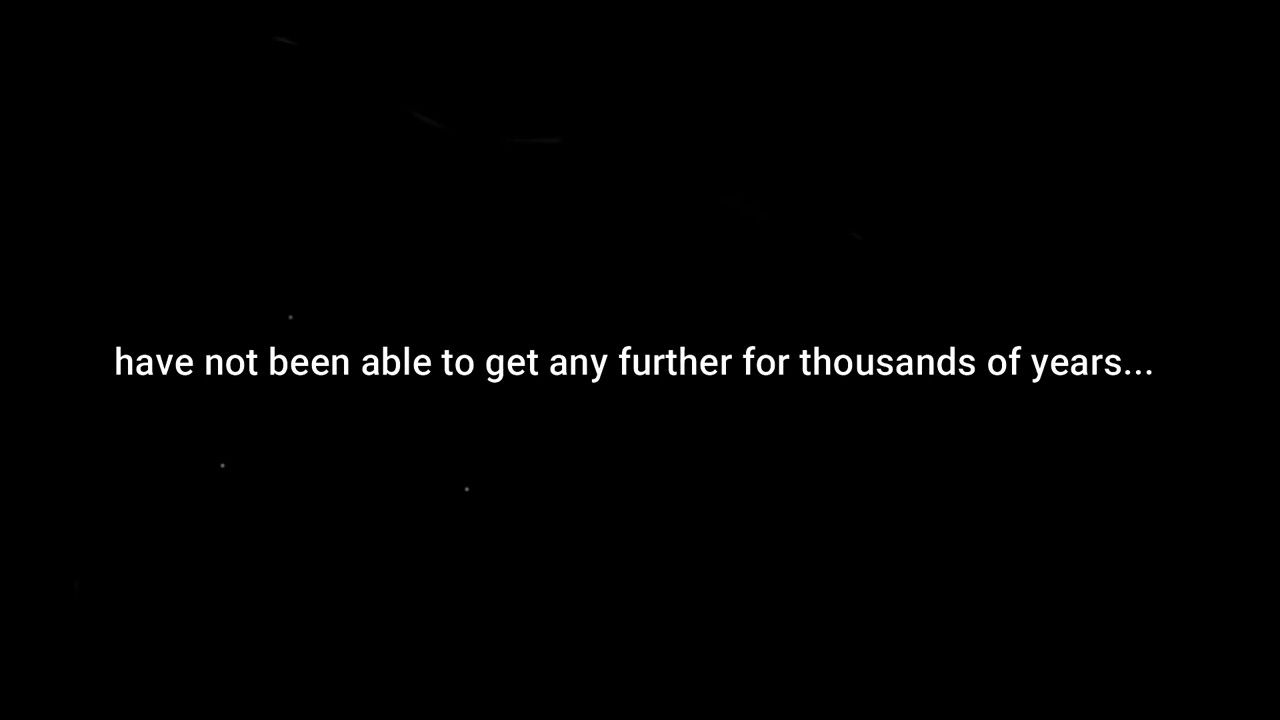 have not been able to get any further for thousands of years...